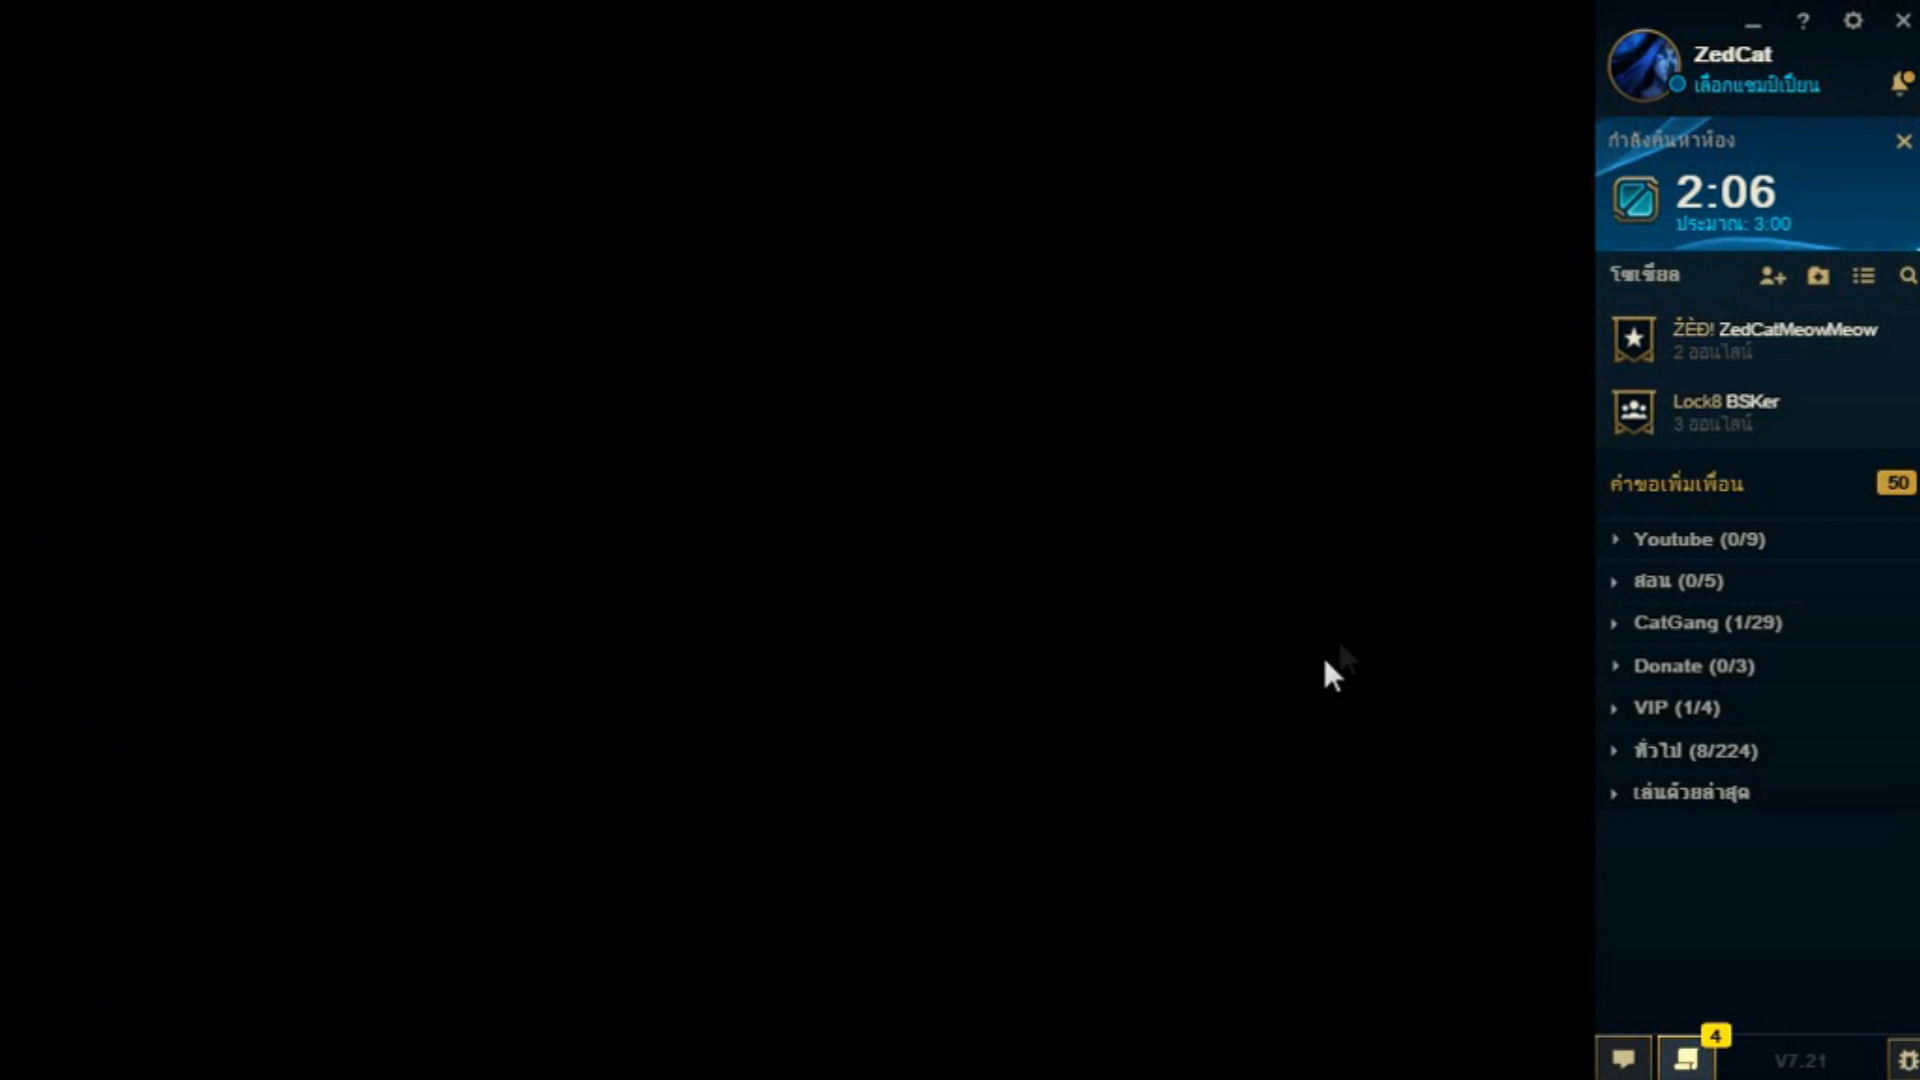 ZedCat
เลือกแชมป์เปียน
กำลังค้นหาห้อง
2:06
ประมาณ: 3:00
โซเชียล
ŽÈĐ! ZedCatMeowMeow
2 ออนไลน์
Lock8 BSKer
3 ออนไลน์
คำขอเพิ่มเพื่อน
50
Youtube (0/9)
สอน (0/5)
CatGang (1/29)
Donate (0/3)
VIP (1/4)
ทั่วไป (8/224)
เล่นด้วยล่าสุด
4
V7.21